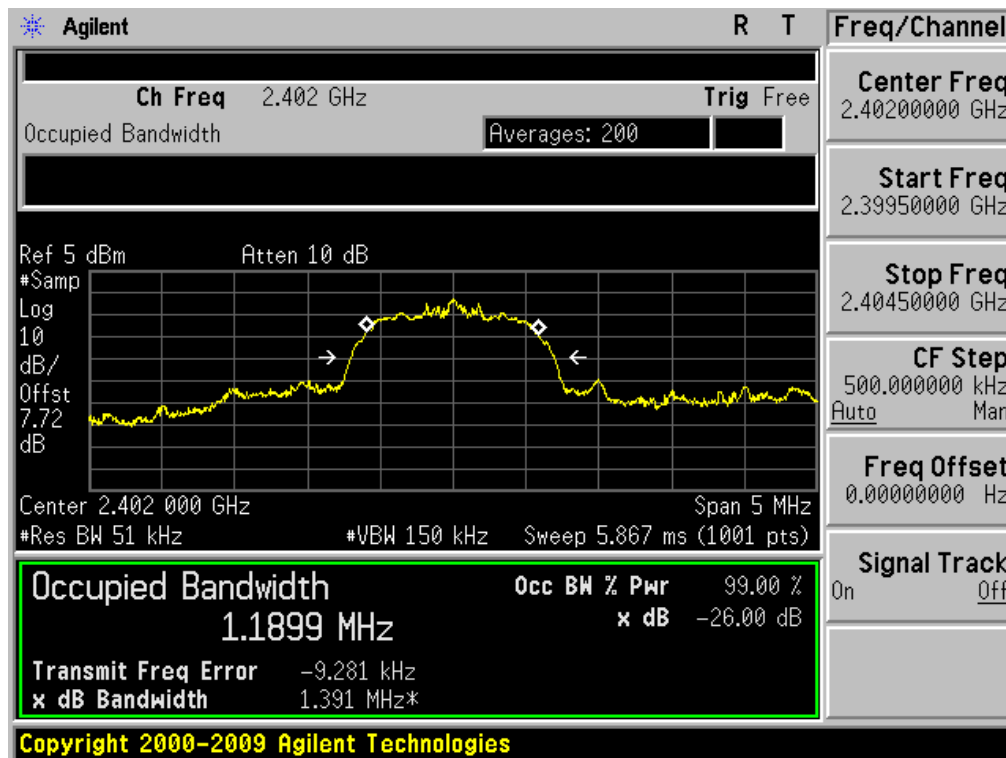 Agilent R T
Ch Freq 2.402 GHz Trig Free
Occupied Bandwidth Averages: 200
Ref 5 dBm Atten 10 dB
#Samp
Log
10
dB/
Offst
7.72
dB
Center 2.402 000 GHz Span 5 MHz
#Res BW 51 kHz #VBW 150 kHz Sweep 5.867 ms (1001 pts)
Occupied Bandwidth Occ BW % Pwr 99.00 %
1.1899 MHz x dB -26.00 dB
Transmit Freq Error -9.281 kHz
x dB Bandwidth 1.391 MHz*
Copyright 2000-2009 Agilent Technologies
Freq/Channel
Center Freq
2.40200000 GHz
Start Freq
2.39950000 GHz
Stop Freq
2.40450000 GHz
CF Step
500.000000 kHz
Auto Man
Freq Offset
0.00000000 Hz
Signal Track
On Off